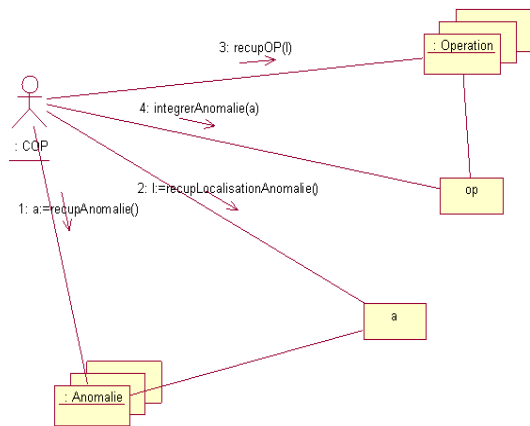 3: recupOP(l)
: Operation
4: integrerAnomalie(a)
: COP
2: l:=recupLocalisationAnomalie()
op
1: a:=recupAnomalie()
a
: Anomalie